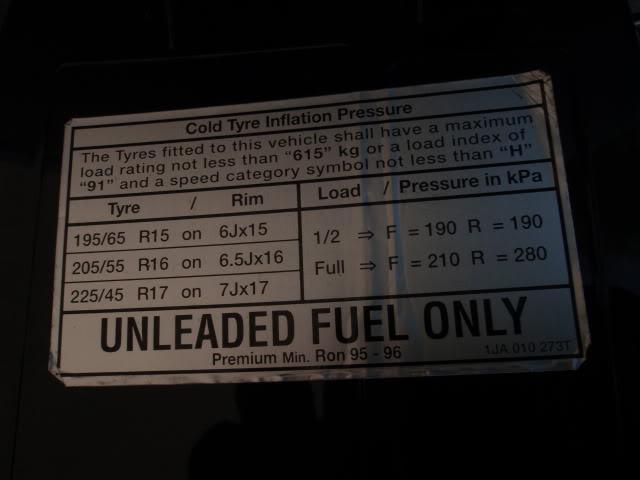 Cold Tyre Inflation Pressure
The Tyres fitted to this vehicle shall have a maximum
load rating not less than "615" kg or a load index of
"91" and a speed category symbol not less than "H"
Tyre / Rim
195/65 R15 on 6Jx15
205/55 R16 on 6.5Jx16
225/45 R17 on 7Jx17
Load / Pressure in kPa
1/2 ⇒ F = 190 R = 190
Full ⇒ F = 210 R = 280
UNLEADED FUEL ONLY
Premium Min. Ron 95 - 96
1JA 010 273T